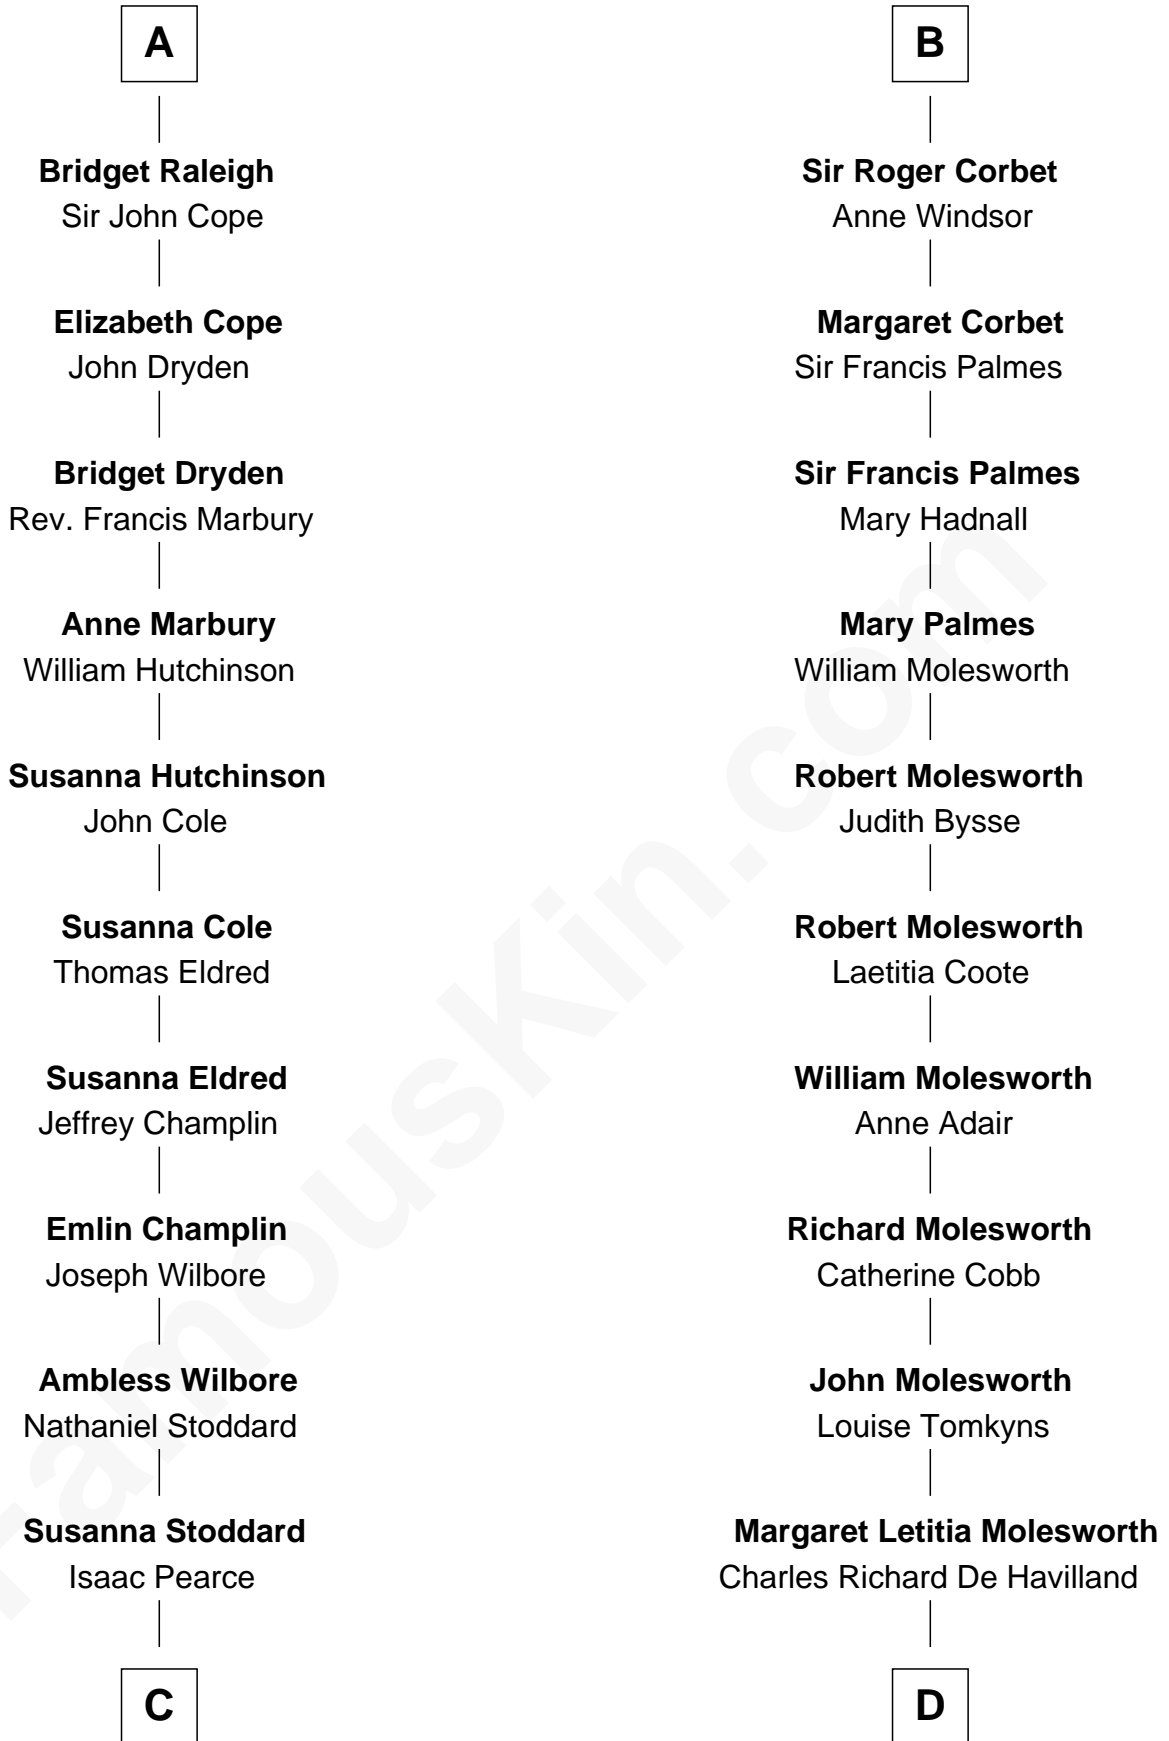 A
Bridget Raleigh
Sir John Cope
Elizabeth Cope
John Dryden
Bridget Dryden
Rev. Francis Marbury
Anne Marbury
William Hutchinson
Susanna Hutchinson
John Cole
Susanna Cole
Thomas Eldred
Susanna Eldred
Jeffrey Champlin
Emlin Champlin
Joseph Wilbore
Ambless Wilbore
Nathaniel Stoddard
Susanna Stoddard
Isaac Pearce
C
B
Sir Roger Corbet
Anne Windsor
Margaret Corbet
Sir Francis Palmes
Sir Francis Palmes
Mary Hadnall
Mary Palmes
William Molesworth
Robert Molesworth
Judith Bysse
Robert Molesworth
Laetitia Coote
William Molesworth
Anne Adair
Richard Molesworth
Catherine Cobb
John Molesworth
Louise Tomkyns
Margaret Letitia Molesworth
Charles Richard De Havilland
D
FamousKin.com